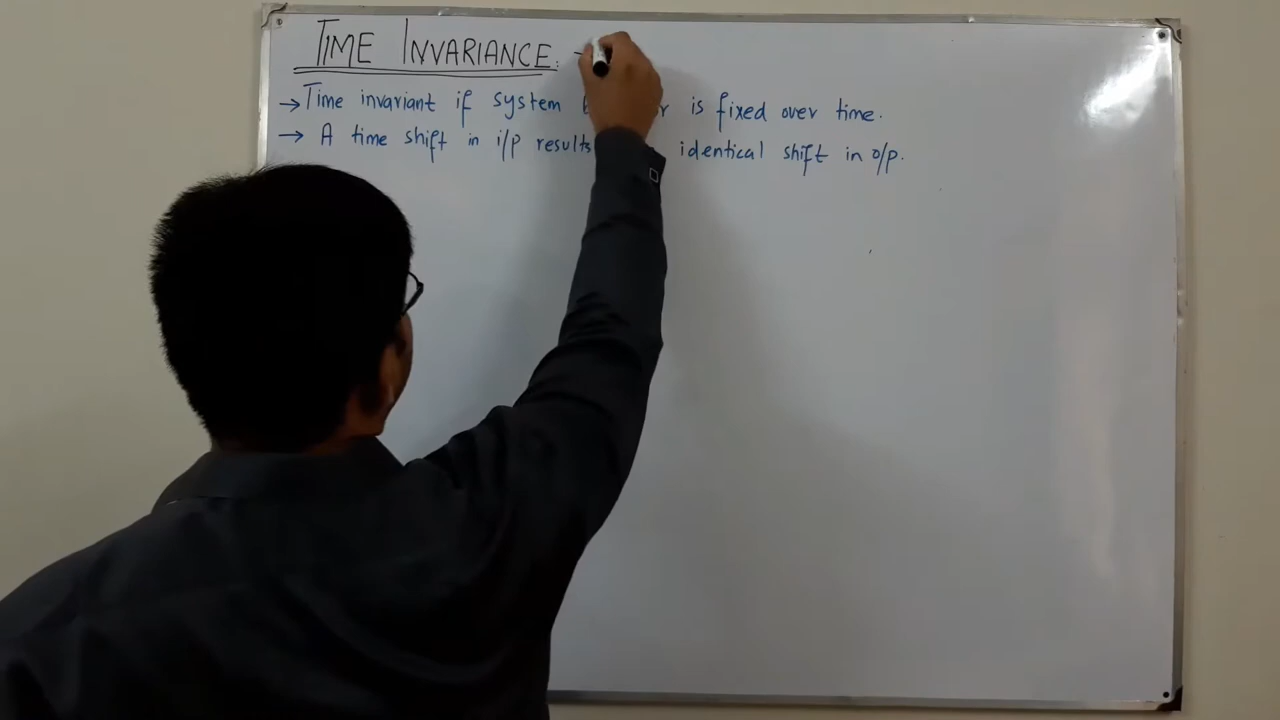 TIME INVARIANCE:
→ Time invariant if system is fixed over time.
→ A time shift in i/p results identical shift in o/p.